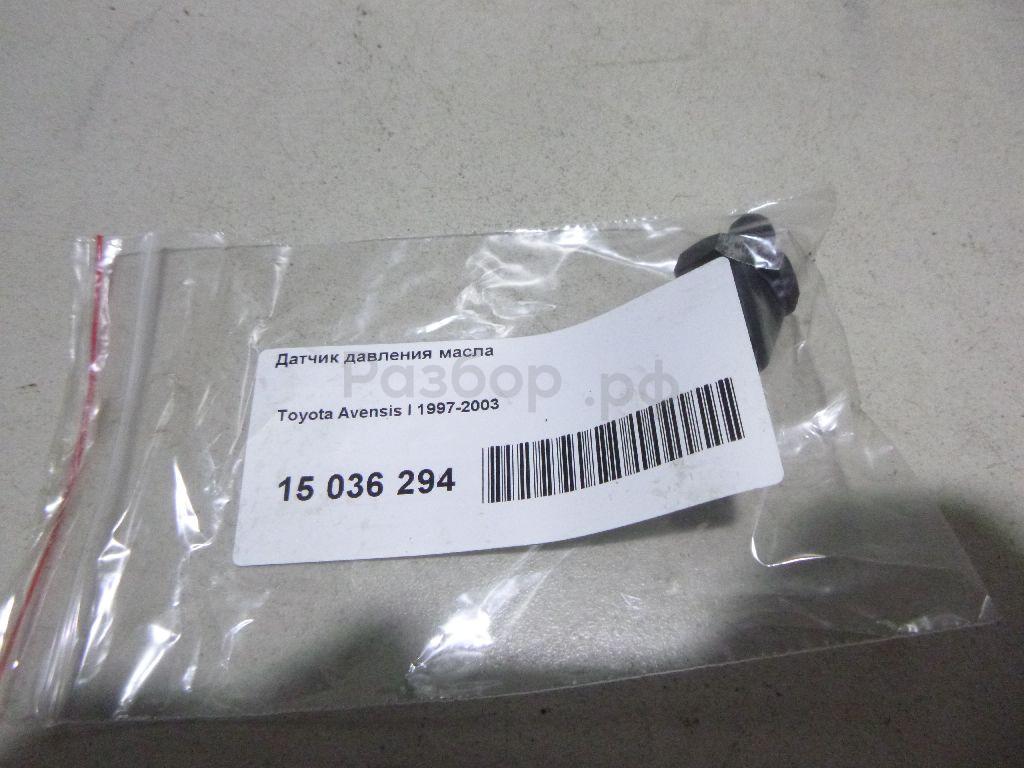 Датчик давления масла
Разбор.рф
Toyota Avensis I 1997-2003
15 036 294